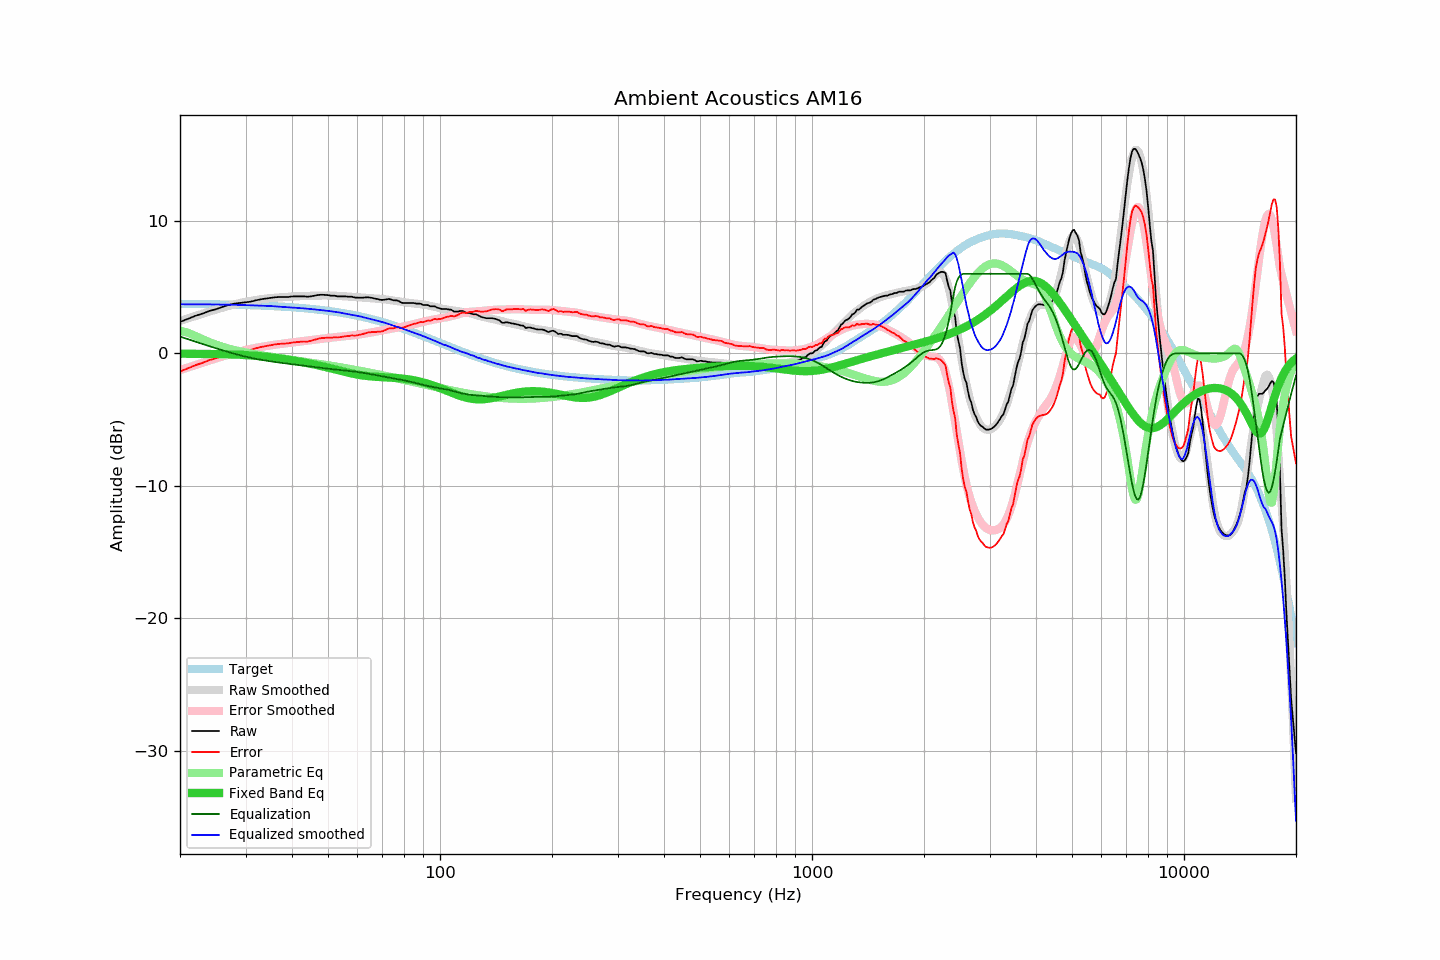 Ambient Acoustics AM16
Amplitude (dBr)
10
0
−10
−20
−30
Target
Raw Smoothed
Error Smoothed
Raw
Error
Parametric Eq
Fixed Band Eq
Equalization
Equalized smoothed
100
1000
10000
Frequency (Hz)